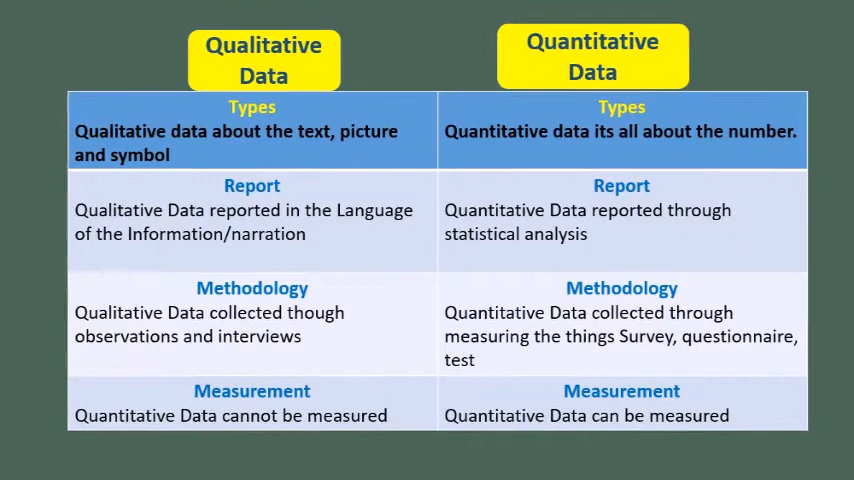 Qualitative
Data
Quantitative
Data
Types
Qualitative data about the text, picture
and symbol
Types
Quantitative data its all about the number.
Report
Qualitative Data reported in the Language
of the Information/narration
Report
Quantitative Data reported through
statistical analysis
Methodology
Qualitative Data collected though
observations and interviews
Methodology
Quantitative Data collected through
measuring the things Survey, questionnaire,
test
Measurement
Quantitative Data cannot be measured
Measurement
Quantitative Data can be measured